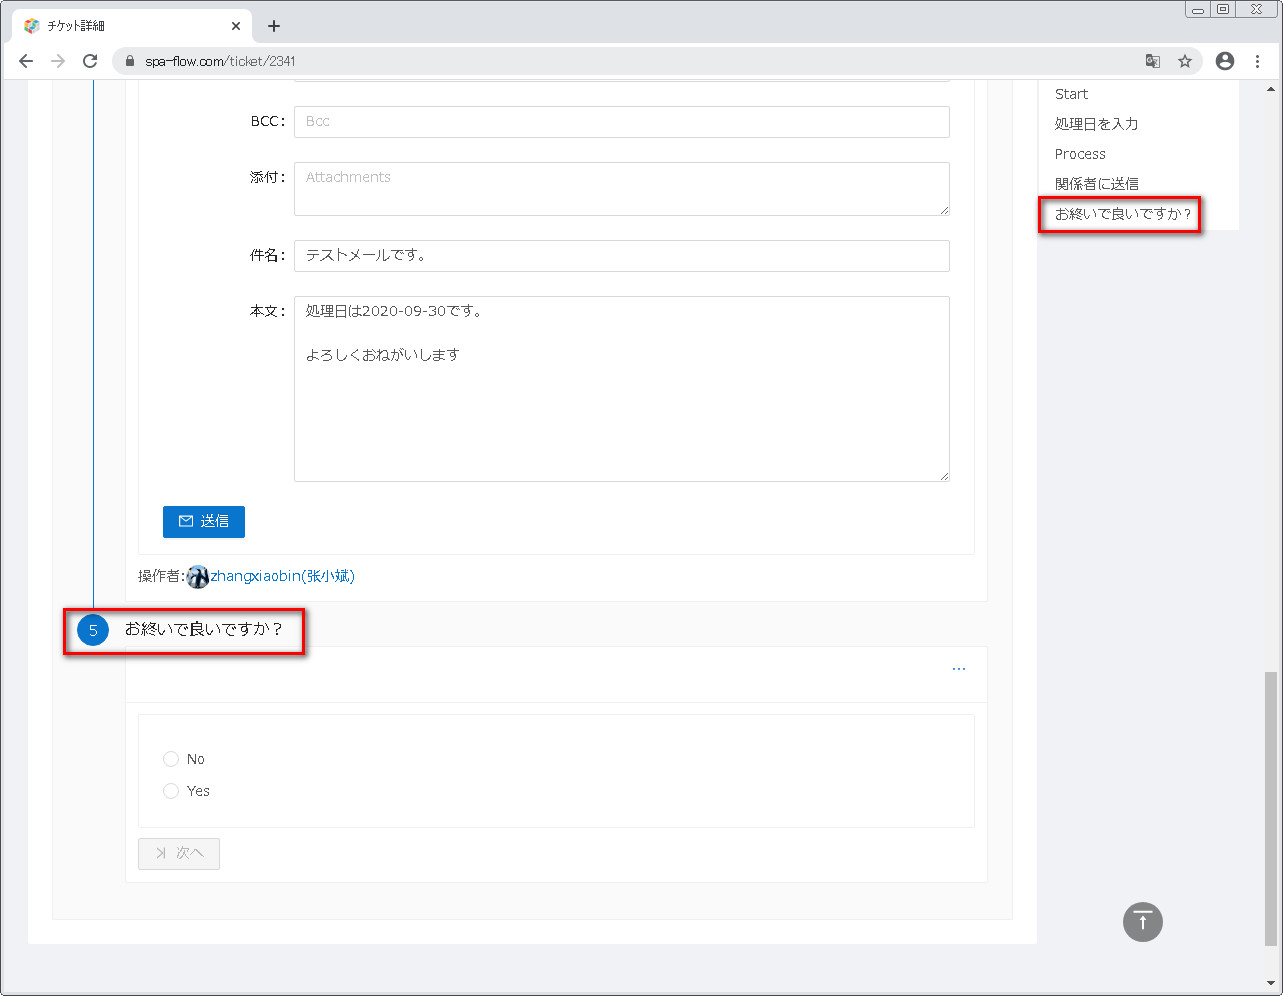 チケット詳細
spa-flow.com/ticket/2341
BCC:
Bcc
添付:
Attachments
件名:
テストメールです。
本文:
処理日は2020-09-30です。
よろしくおねがいします
送信
操作者:zhangxiaobin(张小斌)
5 お終いで良いですか？
...
No
Yes
次へ
Start
処理日を入力
Process
関係者に送信
お終いで良いですか？